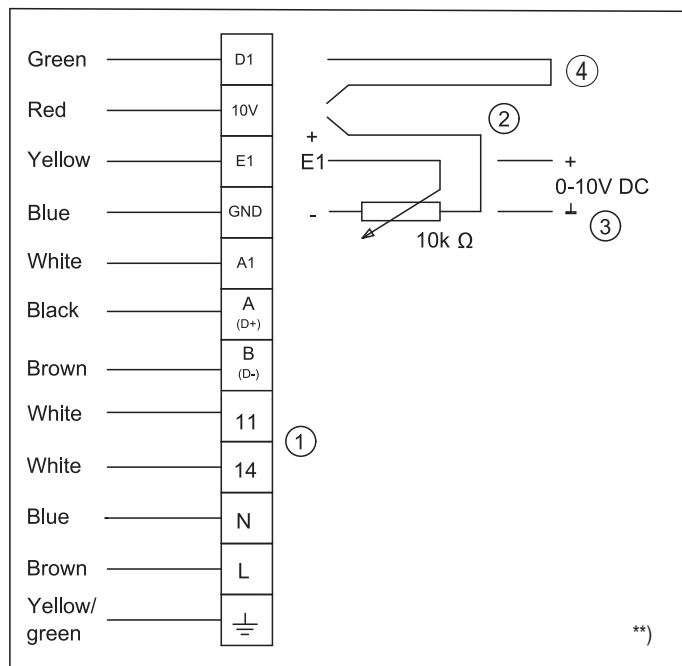 Green D1
Red 10V
+
Yellow E1 E1 +
0-10V DC
Blue GND -
10k Ω
White A1
Black A
(D+)
Brown B
(D-)
White 11
White 14
Blue N
Brown L
Yellow/
green
1
2
3
4
**)